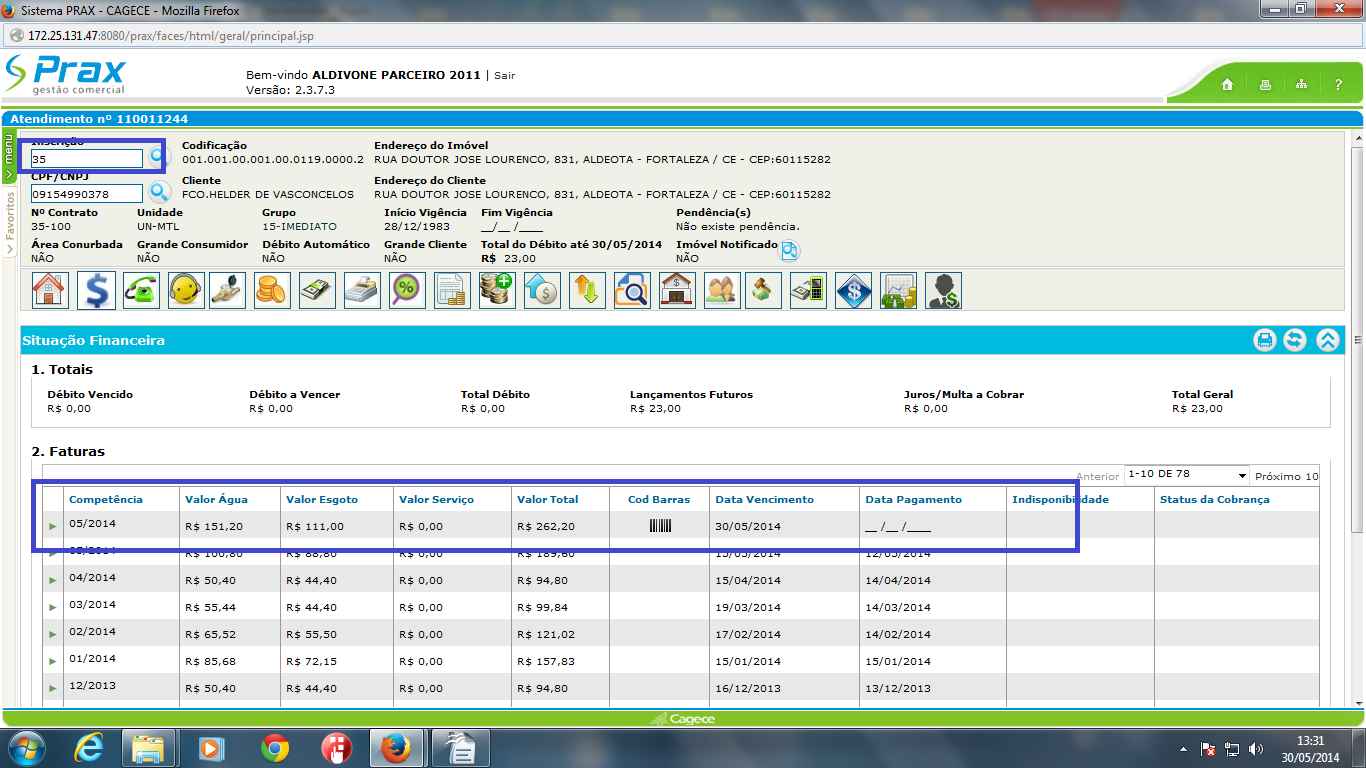 Sistema PRAX - CAGECE - Mozilla Firefox
172.25.131.47:8080/prax/faces/html/geral/principal.jsp
Prax
gestão comercial
Bem-vindo ALDIVONE PARCEIRO 2011 | Sair
Versão: 2.3.7.3
?
Atendimento nº 110011244
menu
Favoritos
Inscrição Codificação Endereço do Imóvel
35 001.001.00.001.00.0119.0000.2 RUA DOUTOR JOSE LOURENCO, 831, ALDEOTA - FORTALEZA / CE - CEP:60115282
CPF/CNPJ Cliente Endereço do Cliente
09154990378 FCO.HELDER DE VASCONCELOS RUA DOUTOR JOSE LOURENCO, 831, ALDEOTA - FORTALEZA / CE - CEP:60115282
Nº Contrato Unidade Grupo Início Vigência Fim Vigência Pendência(s)
35-100 UN-MTL 15-IMEDIATO 28/12/1983 __/__ /____ Não existe pendência.
Área Conurbada Grande Consumidor Débito Automático Grande Cliente Total do Débito até 30/05/2014 Imóvel Notificado
NÃO NÃO NÃO NÃO R$ 23,00 NÃO
Situação Financeira
1. Totais
Débito Vencido Débito a Vencer Total Débito Lançamentos Futuros Juros/Multa a Cobrar Total Geral
R$ 0,00 R$ 0,00 R$ 0,00 R$ 23,00 R$ 0,00 R$ 23,00
2. Faturas
Anterior 1-10 DE 78 Próximo 10
Competência Valor Água Valor Esgoto Valor Serviço Valor Total Cod Barras Data Vencimento Data Pagamento Indisponibilidade Status da Cobrança
05/2014 R$ 151,20 R$ 111,00 R$ 0,00 R$ 262,20 30/05/2014 __ /__ /____
05/2014 R$ 100,80 R$ 88,80 R$ 0,00 R$ 189,60 15/05/2014 12/05/2014
04/2014 R$ 50,40 R$ 44,40 R$ 0,00 R$ 94,80 15/04/2014 14/04/2014
03/2014 R$ 55,44 R$ 44,40 R$ 0,00 R$ 99,84 19/03/2014 14/03/2014
02/2014 R$ 65,52 R$ 55,50 R$ 0,00 R$ 121,02 17/02/2014 14/02/2014
01/2014 R$ 85,68 R$ 72,15 R$ 0,00 R$ 157,83 15/01/2014 15/01/2014
12/2013 R$ 50,40 R$ 44,40 R$ 0,00 R$ 94,80 16/12/2013 13/12/2013
Cagece
13:31
30/05/2014